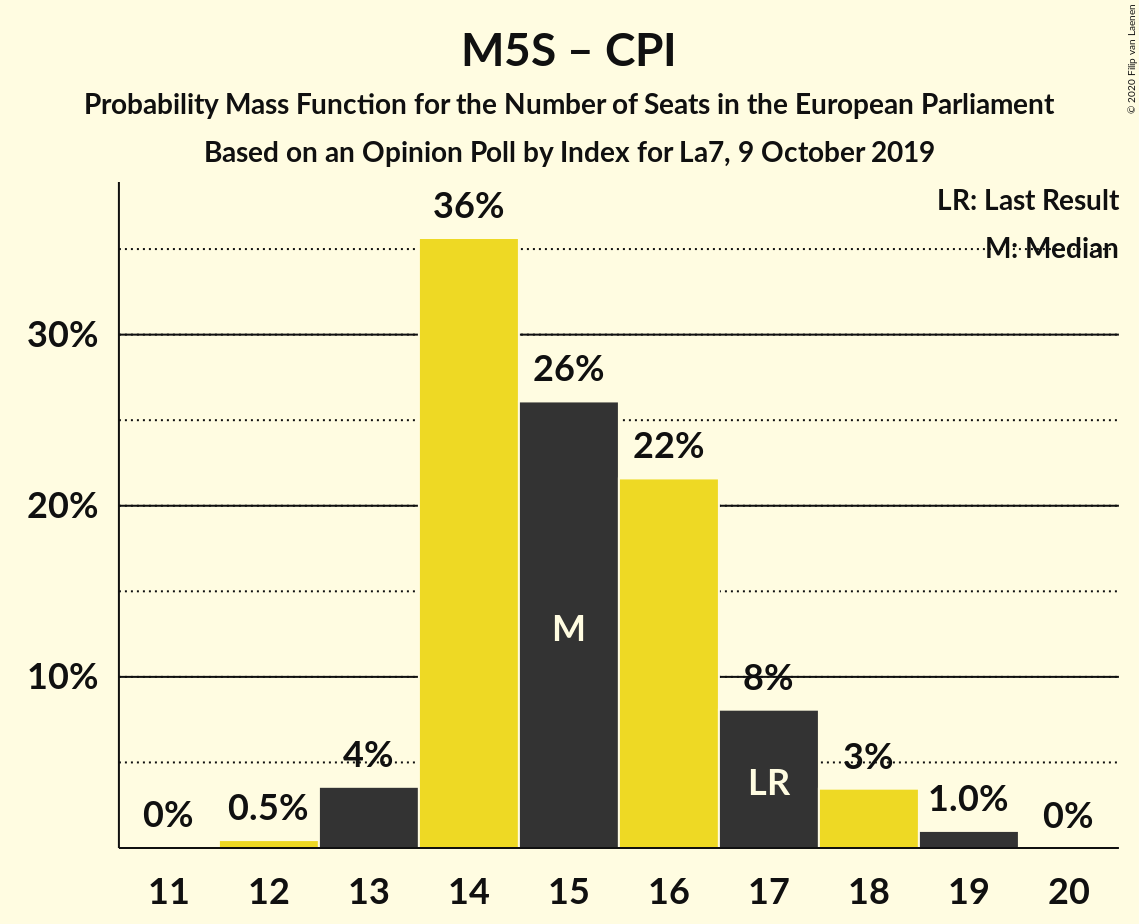 M5S – CPI
Probability Mass Function for the Number of Seats in the European Parliament
Based on an Opinion Poll by Index for La7, 9 October 2019
© 2020 Filip van Laenen
LR: Last Result
M: Median
36%
30%
26%
22%
20%
M
10%
8%
4%
3%
LR
0%
0.5%
1.0%
0%
11 12 13 14 15 16 17 18 19 20